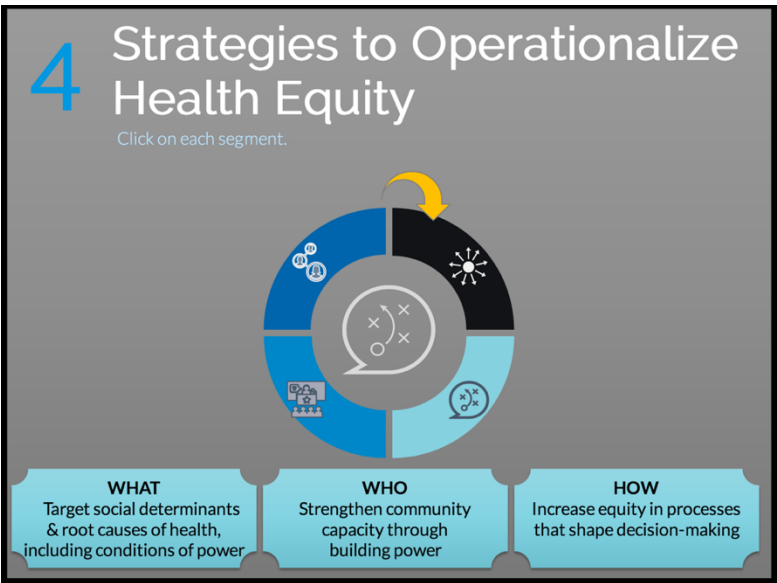 4
Strategies to Operationalize
Health Equity
Click on each segment.
WHAT
Target social determinants
& root causes of health,
including conditions of power
WHO
Strengthen community
capacity through
building power
HOW
Increase equity in processes
that shape decision-making